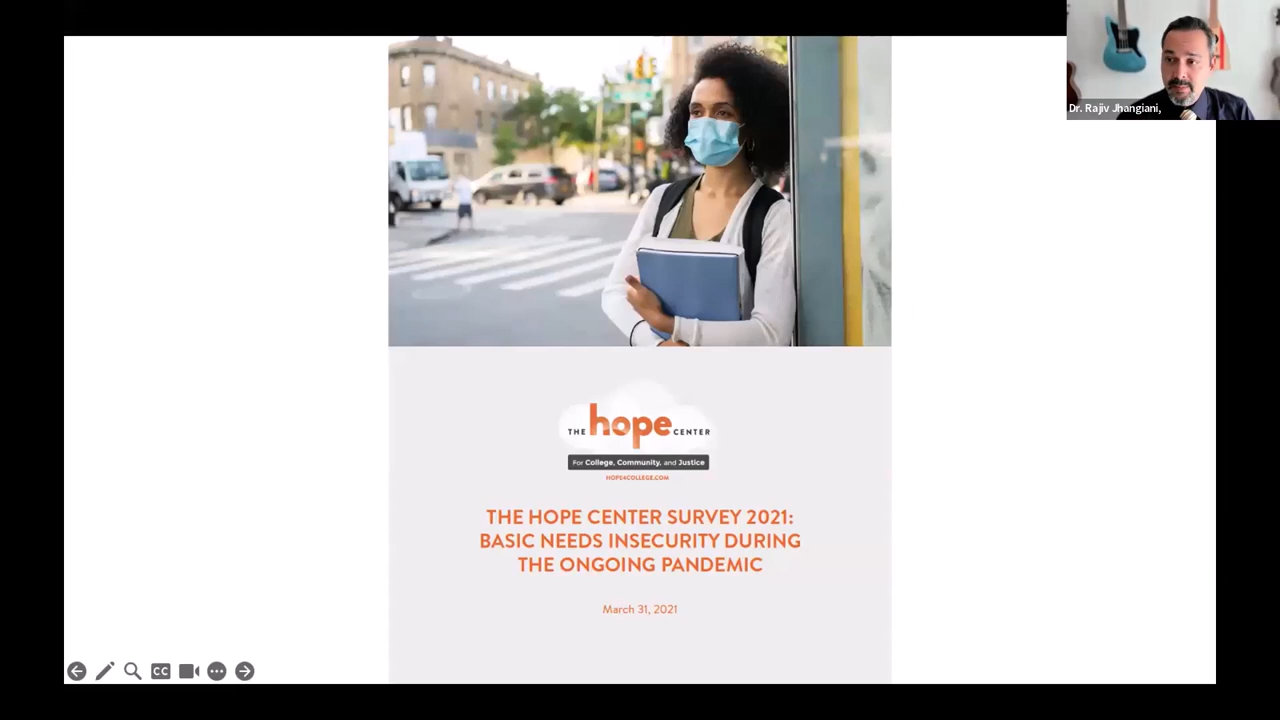 Dr. Rajiv Jhangiani,
THE hope CENTER
For College, Community, and Justice
HOPE4COLLEGE.COM
THE HOPE CENTER SURVEY 2021:
BASIC NEEDS INSECURITY DURING
THE ONGOING PANDEMIC
March 31, 2021
CC